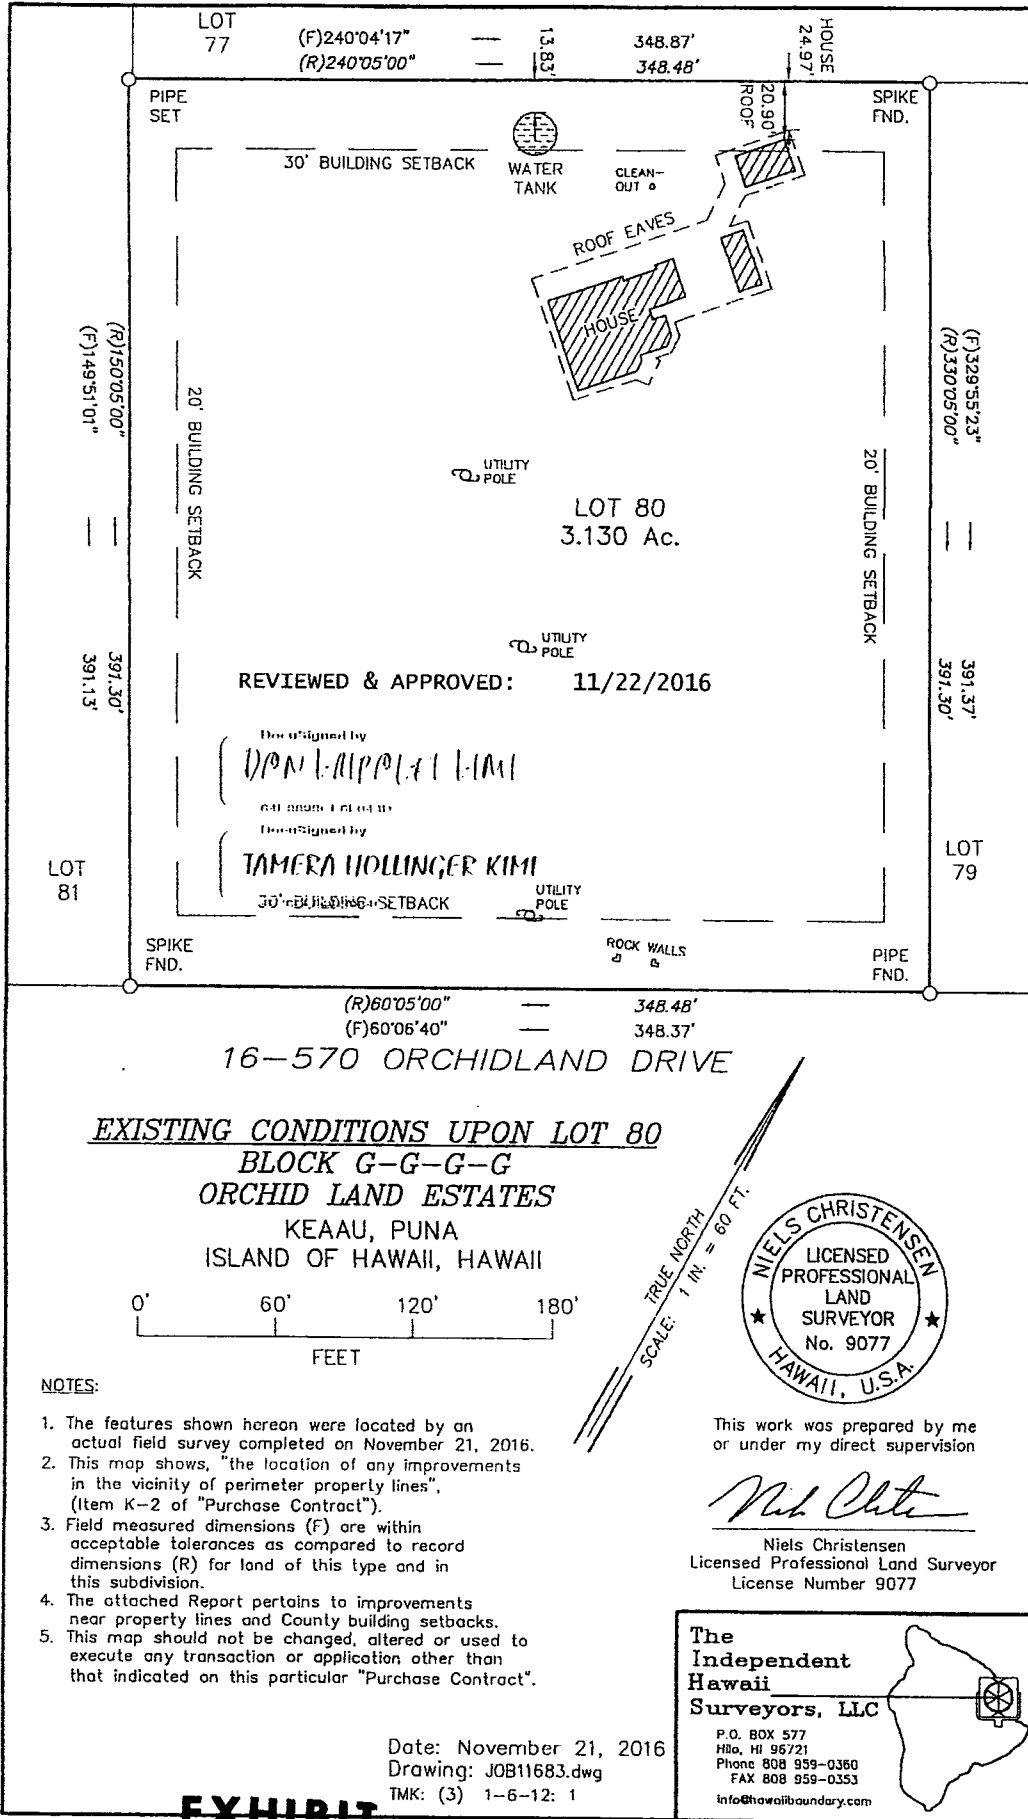 LOT
77
(F)240°04'17" — 348.87'
(R)240°05'00" — 348.48'
13.83'
HOUSE
24.97'
20.90'
ROOF
PIPE
SET
SPIKE
FND.
30' BUILDING SETBACK
WATER
TANK
CLEAN-
OUT
ROOF EAVES
HOUSE
(R)150°05'00" — 391.30'
(F)149°51'01" — 391.13'
20' BUILDING SETBACK
(F)329°55'23" — 391.37'
(R)330°05'00" — 391.30'
20' BUILDING SETBACK
UTILITY
POLE
LOT 80
3.130 Ac.
UTILITY
POLE
REVIEWED & APPROVED: 11/22/2016
DocuSigned by
DocuSigned by
TAMERA HOLLINGER KIMI
30' BUILDING SETBACK
UTILITY
POLE
LOT
81
LOT
79
SPIKE
FND.
ROCK WALLS
PIPE
FND.
(R)60°05'00" — 348.48'
(F)60°06'40" — 348.37'
16-570 ORCHIDLAND DRIVE
EXISTING CONDITIONS UPON LOT 80
BLOCK G-G-G-G
ORCHID LAND ESTATES
KEAAU, PUNA
ISLAND OF HAWAII, HAWAII
0' 60' 120' 180'
FEET
TRUE NORTH
SCALE: 1 IN. = 60 FT.
NIELS CHRISTENSEN
LICENSED
PROFESSIONAL
LAND
SURVEYOR
No. 9077
HAWAII, U.S.A.
NOTES:
1. The features shown hereon were located by an
actual field survey completed on November 21, 2016.
2. This map shows, "the location of any improvements
in the vicinity of perimeter property lines",
(Item K-2 of "Purchase Contract").
3. Field measured dimensions (F) are within
acceptable tolerances as compared to record
dimensions (R) for land of this type and in
this subdivision.
4. The attached Report pertains to improvements
near property lines and County building setbacks.
5. This map should not be changed, altered or used to
execute any transaction or application other than
that indicated on this particular "Purchase Contract".
This work was prepared by me
or under my direct supervision
Niels Christensen
Licensed Professional Land Surveyor
License Number 9077
The
Independent
Hawaii
Surveyors, LLC
P.O. BOX 577
Hilo, HI 96721
Phone 808 959-0360
FAX 808 959-0353
info@hawaiiboundary.com
Date: November 21, 2016
Drawing: JOB11683.dwg
TMK: (3) 1-6-12: 1
EXHIBIT